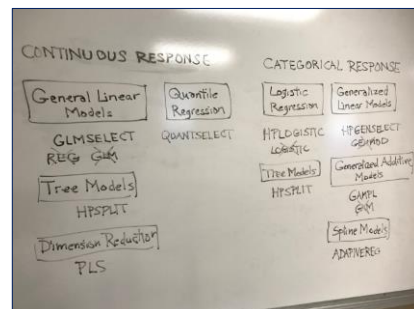 CONTINUOUS RESPONSE
General Linear
Models
GLMSELECT
REG GLM
Tree Models
HPSPLIT
Dimension Reduction
PLS
Quantile
Regression
QUANTSELECT
CATEGORICAL RESPONSE
Logistic
Regression
HPLOGISTIC
LOGISTIC
Tree Models
HPSPLIT
Generalized
Linear Models
HPGENSELECT
GENMOD
Generalized Additive
Models
GAMPL
Spline Models
ADAPTIVEREG